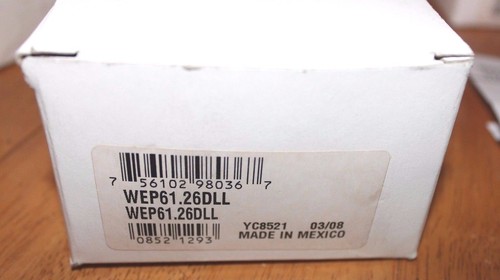 7 56102 98036 7
WEP61.26DLL
WEP61.26DLL
YC8521 03/08
0852 1293
MADE IN MEXICO